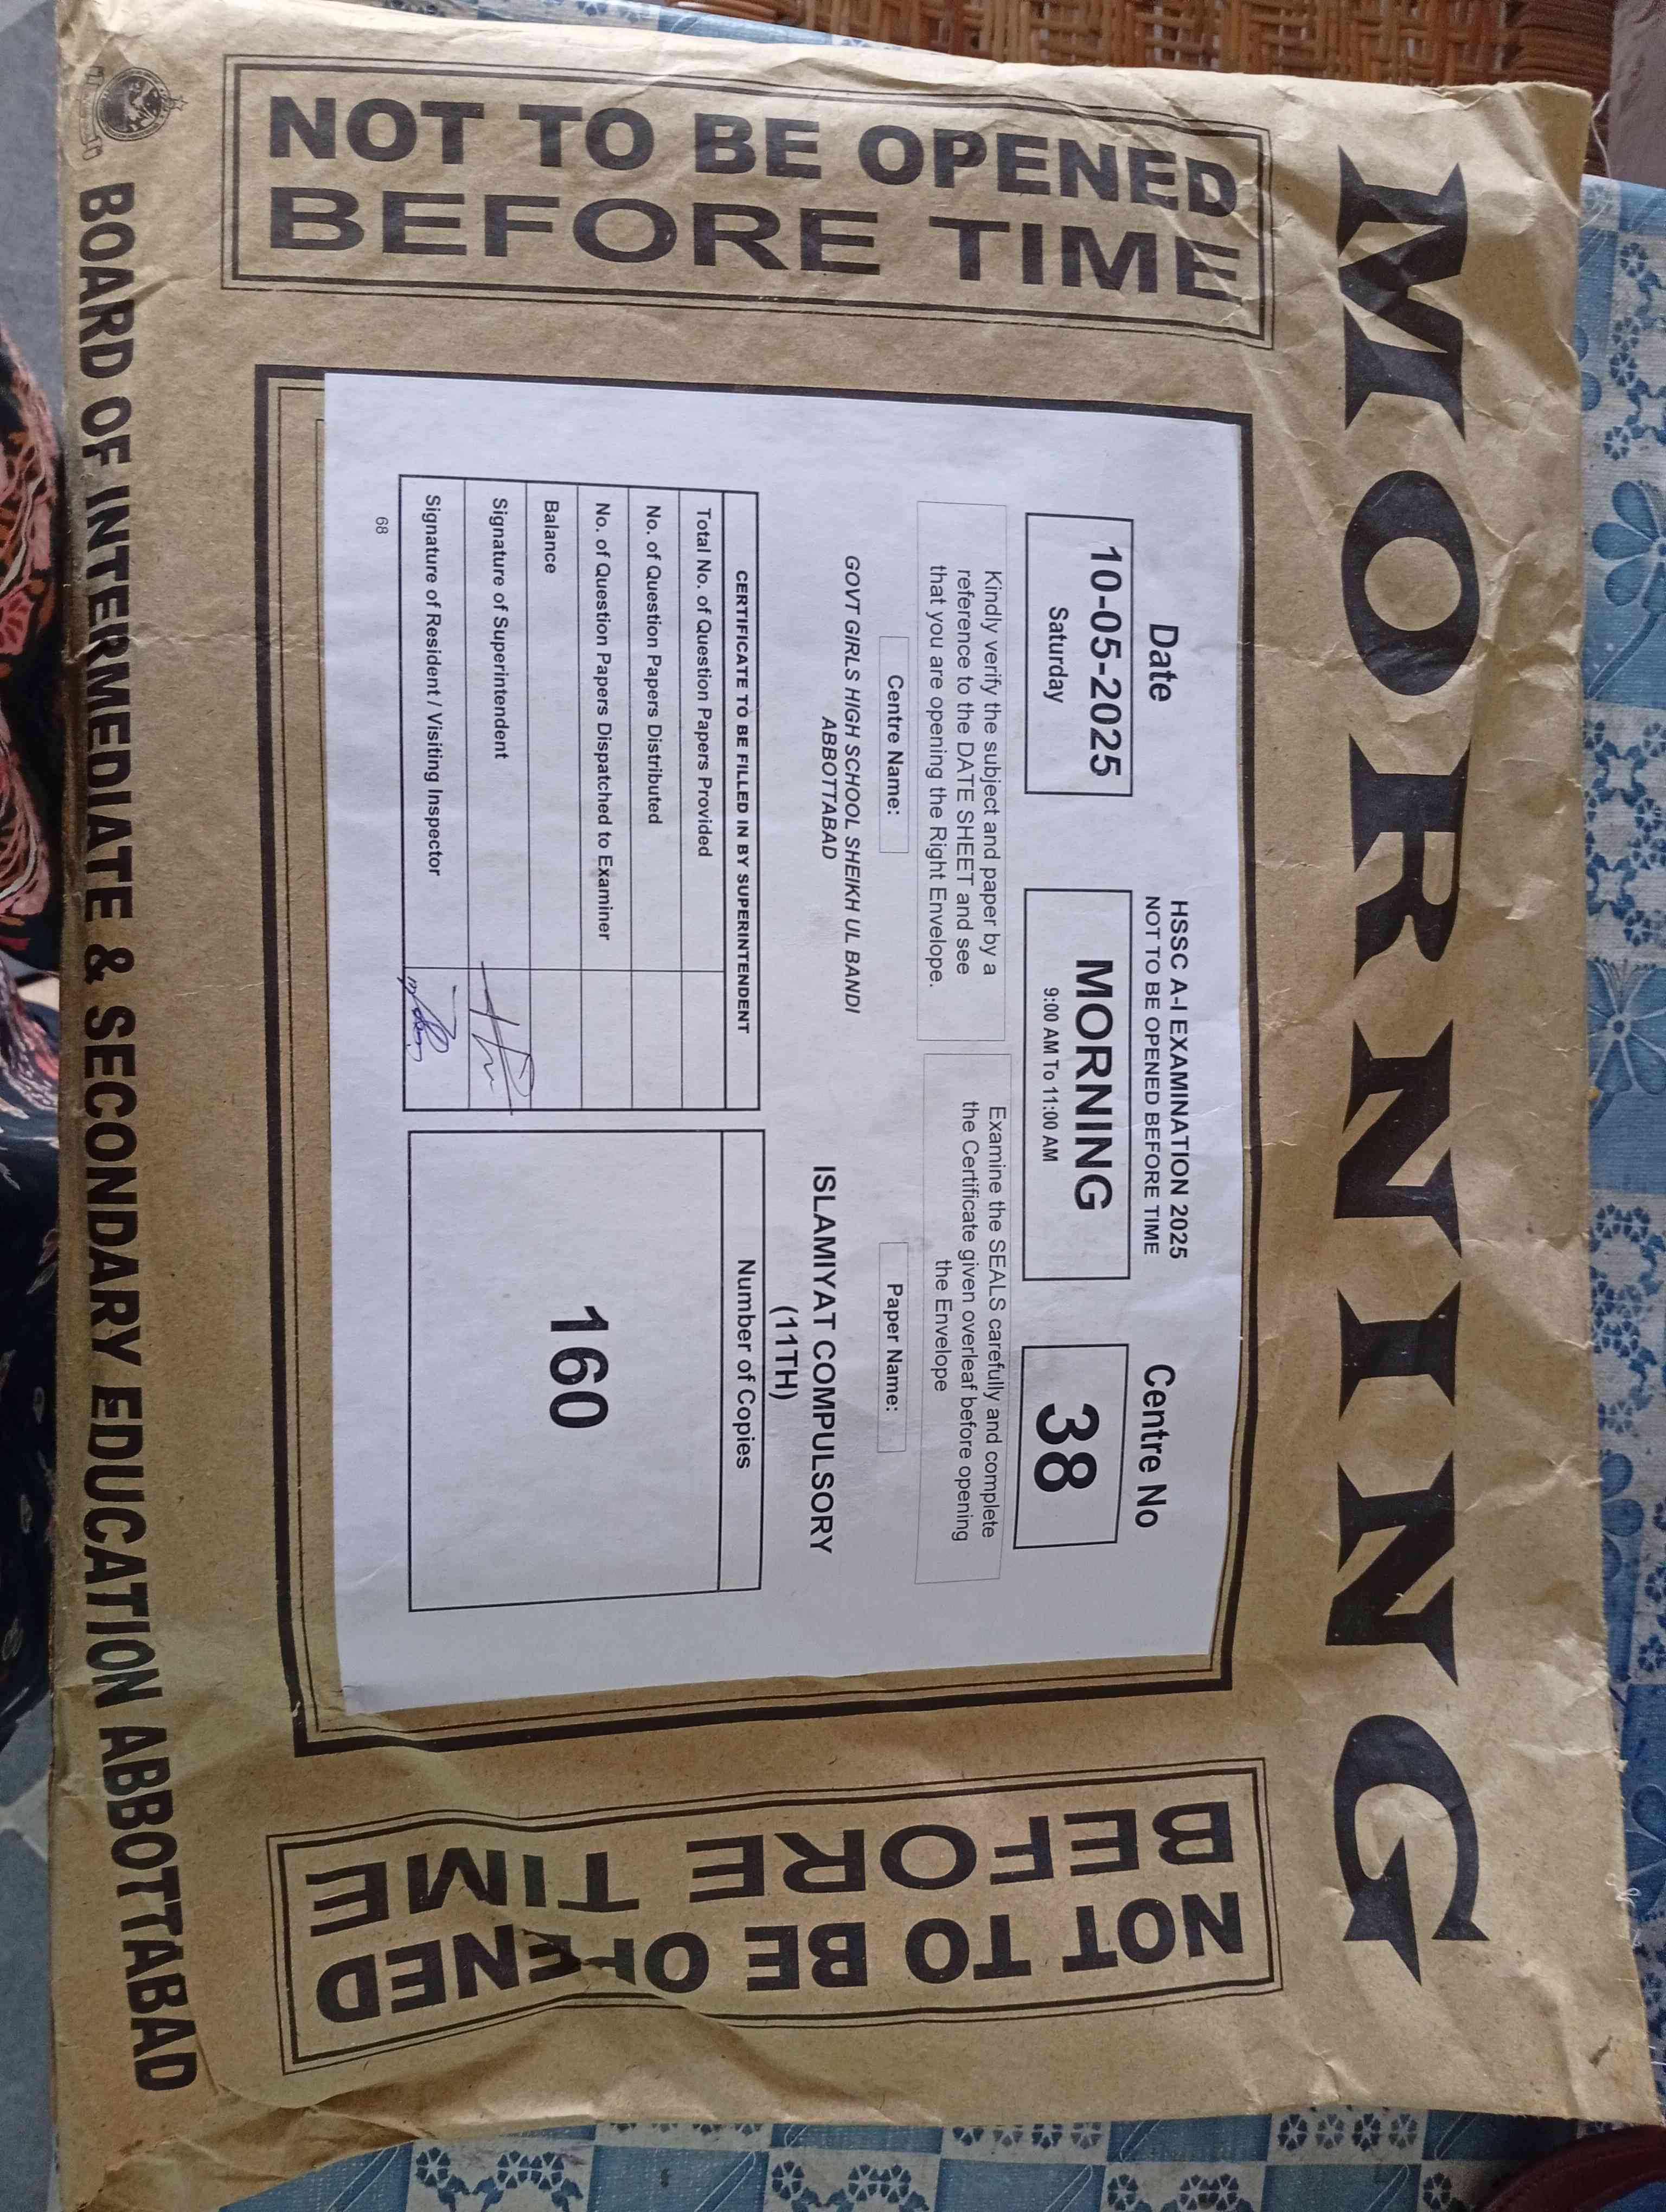 MORNING
NOT TO BE OPENED
BEFORE TIME
HSSC A-I EXAMINATION 2025
NOT TO BE OPENED BEFORE TIME
Date
Centre No
10-05-2025
Saturday
MORNING
9:00 AM To 11:00 AM
38
Kindly verify the subject and paper by a
reference to the DATE SHEET and see
that you are opening the Right Envelope.
Examine the SEALS carefully and complete
the Certificate given overleaf before opening
the Envelope
Centre Name:
Paper Name:
GOVT GIRLS HIGH SCHOOL SHEIKH UL BANDI
ABBOTTABAD
ISLAMIYAT COMPULSORY
(11TH)
CERTIFICATE TO BE FILLED IN BY SUPERINTENDENT
Total No. of Question Papers Provided
No. of Question Papers Distributed
No. of Question Papers Dispatched to Examiner
Balance
Signature of Superintendent
Signature of Resident / Visiting Inspector
Number of Copies
160
68
NOT TO BE OPENED
BEFORE TIME
BOARD OF INTERMEDIATE & SECONDARY EDUCATION ABBOTTABAD